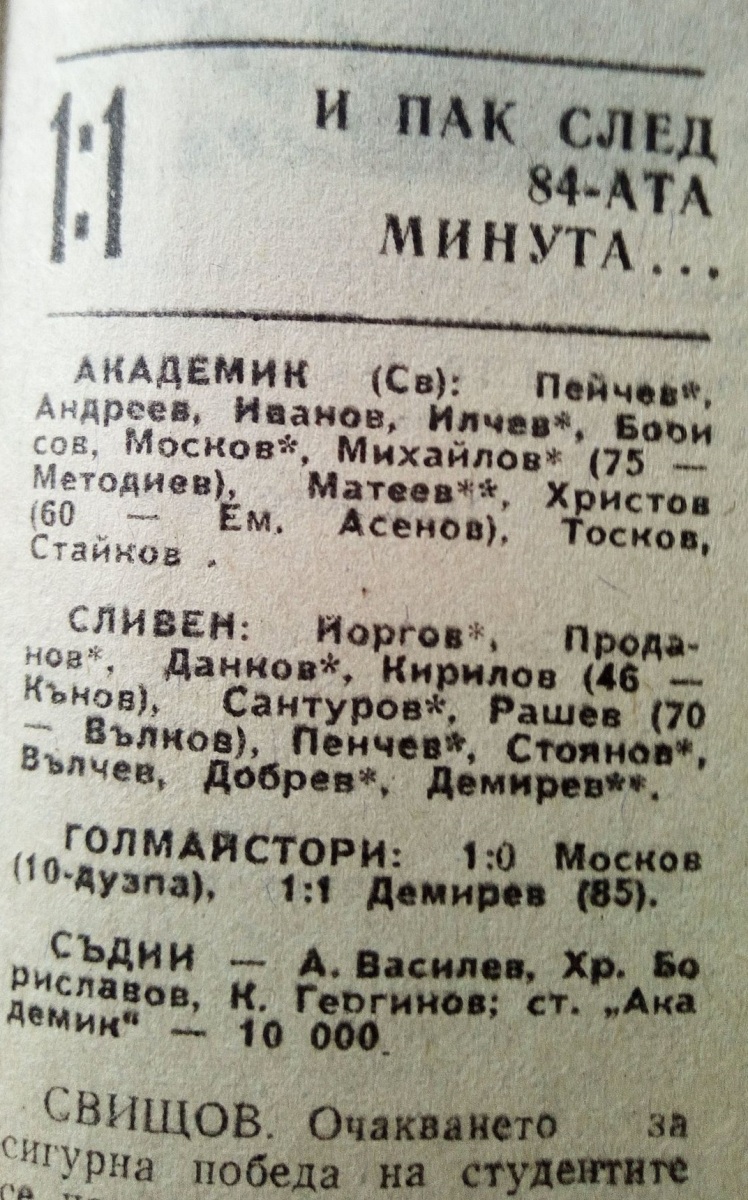 1:1
И ПАК СЛЕД
84-АТА
МИНУТА...
АКАДЕМИК (Св): Пейчев*,
Андреев, Иванов, Илчев*, Бори
сов, Москов*, Михайлов* (75 —
Методиев), Матеев**, Христов
(60 — Ем. Асенов), Тосков,
Стайков .
СЛИВЕН: Йоргов*, Прода-
нов*, Данков*, Кирилов (46 —
Кънов), Сантуров*, Рашев (70
— Вълков), Пенчев*, Стоянов*,
Вълчев, Добрев*, Демирев**.
ГОЛМАЙСТОРИ: 1:0 Москов
(10-дузпа), 1:1 Демирев (85).
СЪДИИ — А. Василев, Хр. Бо
риславов, К. Гергинов; ст. „Ака
демик“ — 10 000.
СВИЩОВ. Очакването за
сигурна победа на студентите
се